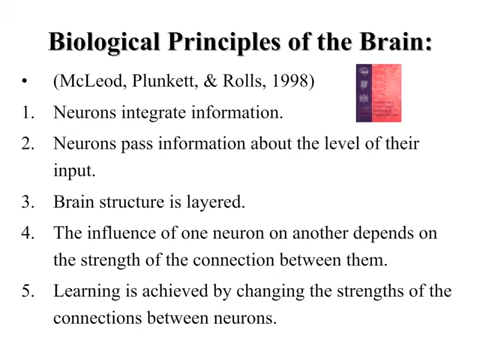 Biological Principles of the Brain:
• (McLeod, Plunkett, & Rolls, 1998)
1. Neurons integrate information.
2. Neurons pass information about the level of their
input.
3. Brain structure is layered.
4. The influence of one neuron on another depends on
the strength of the connection between them.
5. Learning is achieved by changing the strengths of the
connections between neurons.